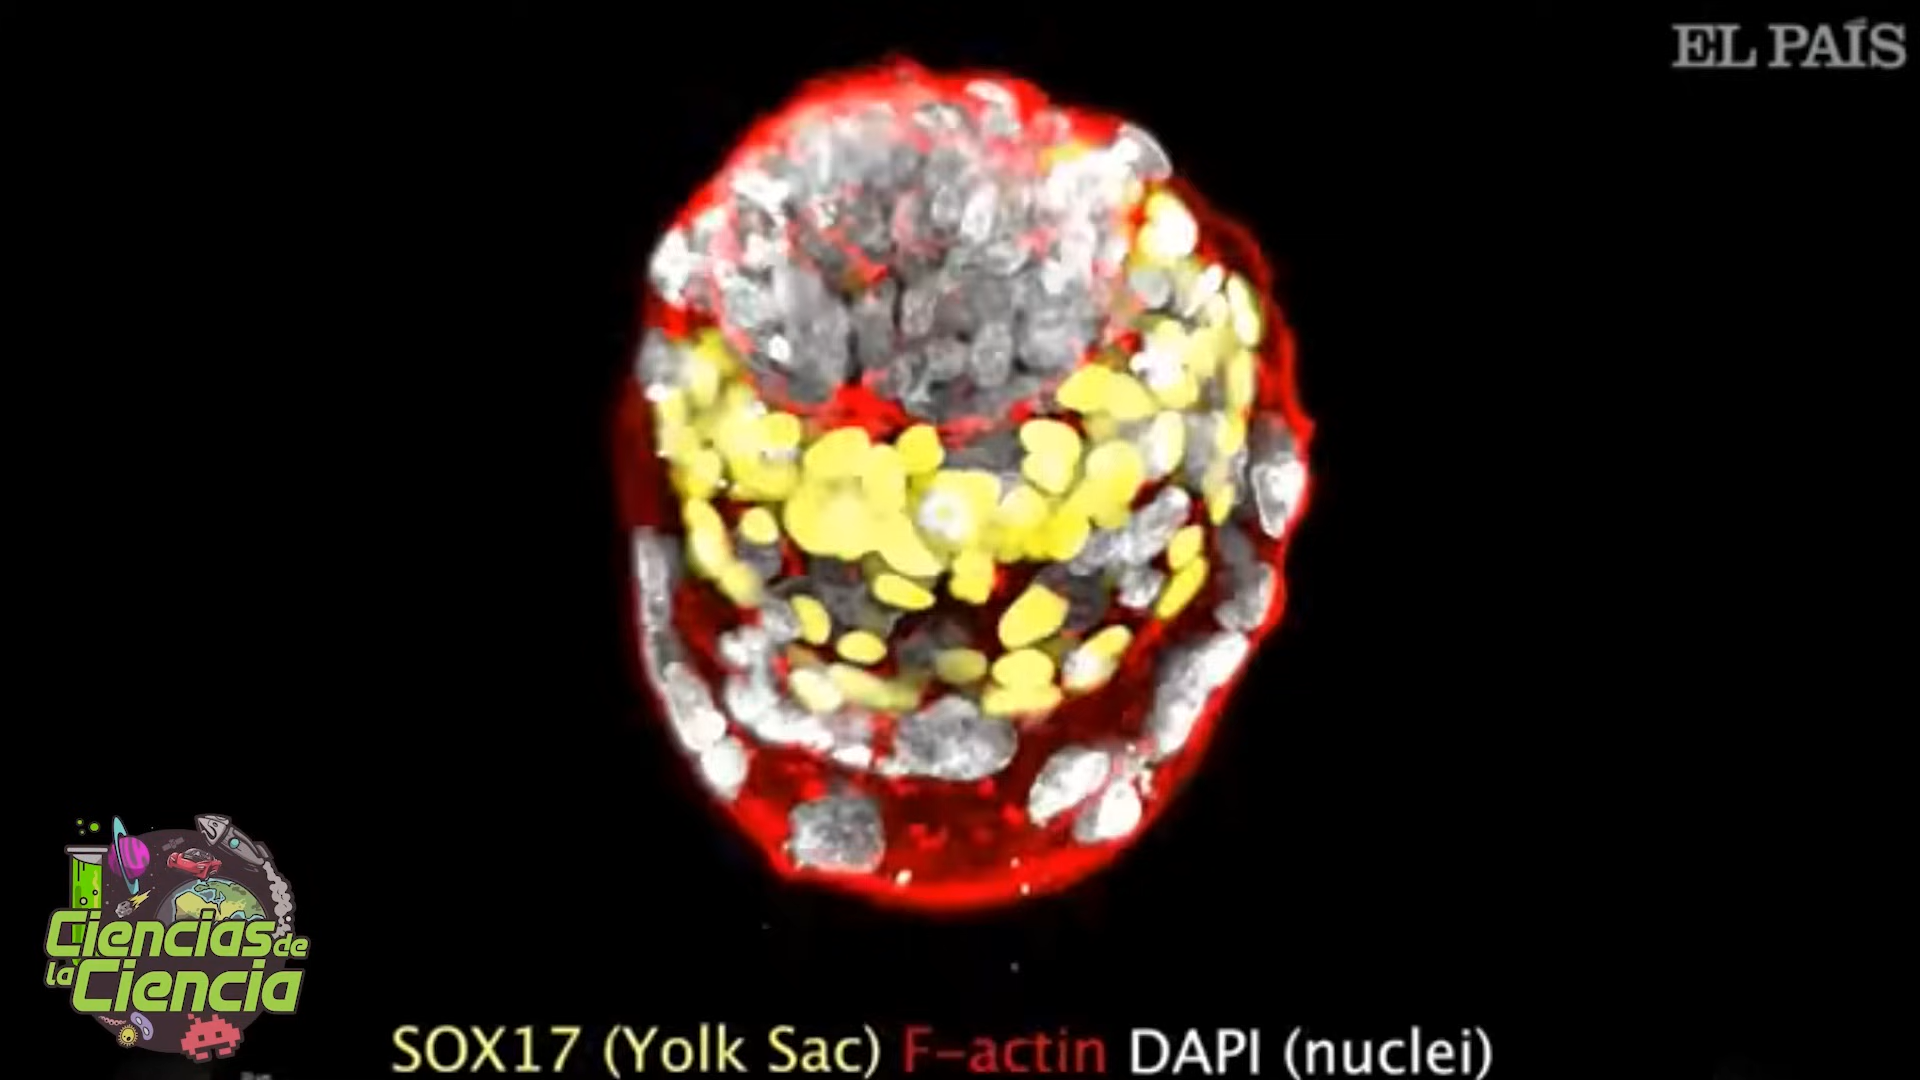 EL PAÍS
Ciencias de
la Ciencia
SOX17 (Yolk Sac) F-actin DAPI (nuclei)